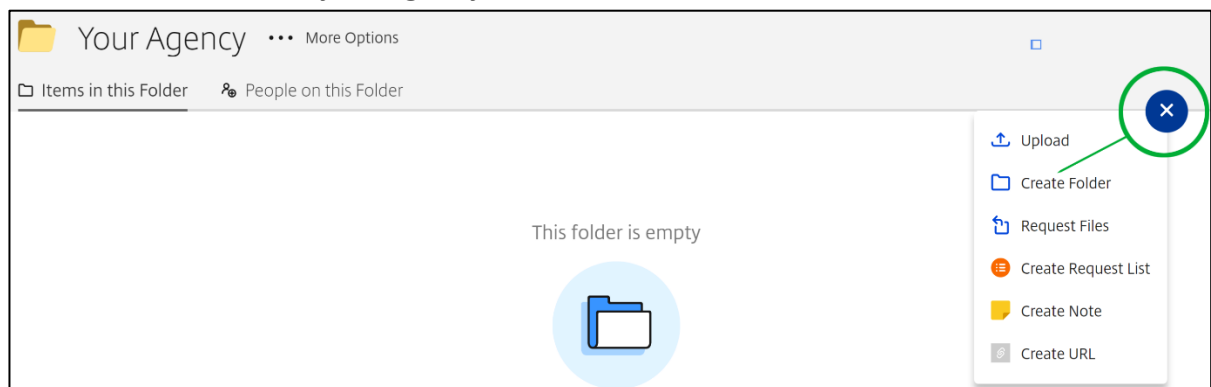 Your Agency ••• More Options
Items in this Folder People on this Folder
Upload
Create Folder
This folder is empty
Request Files
Create Request List
Create Note
Create URL